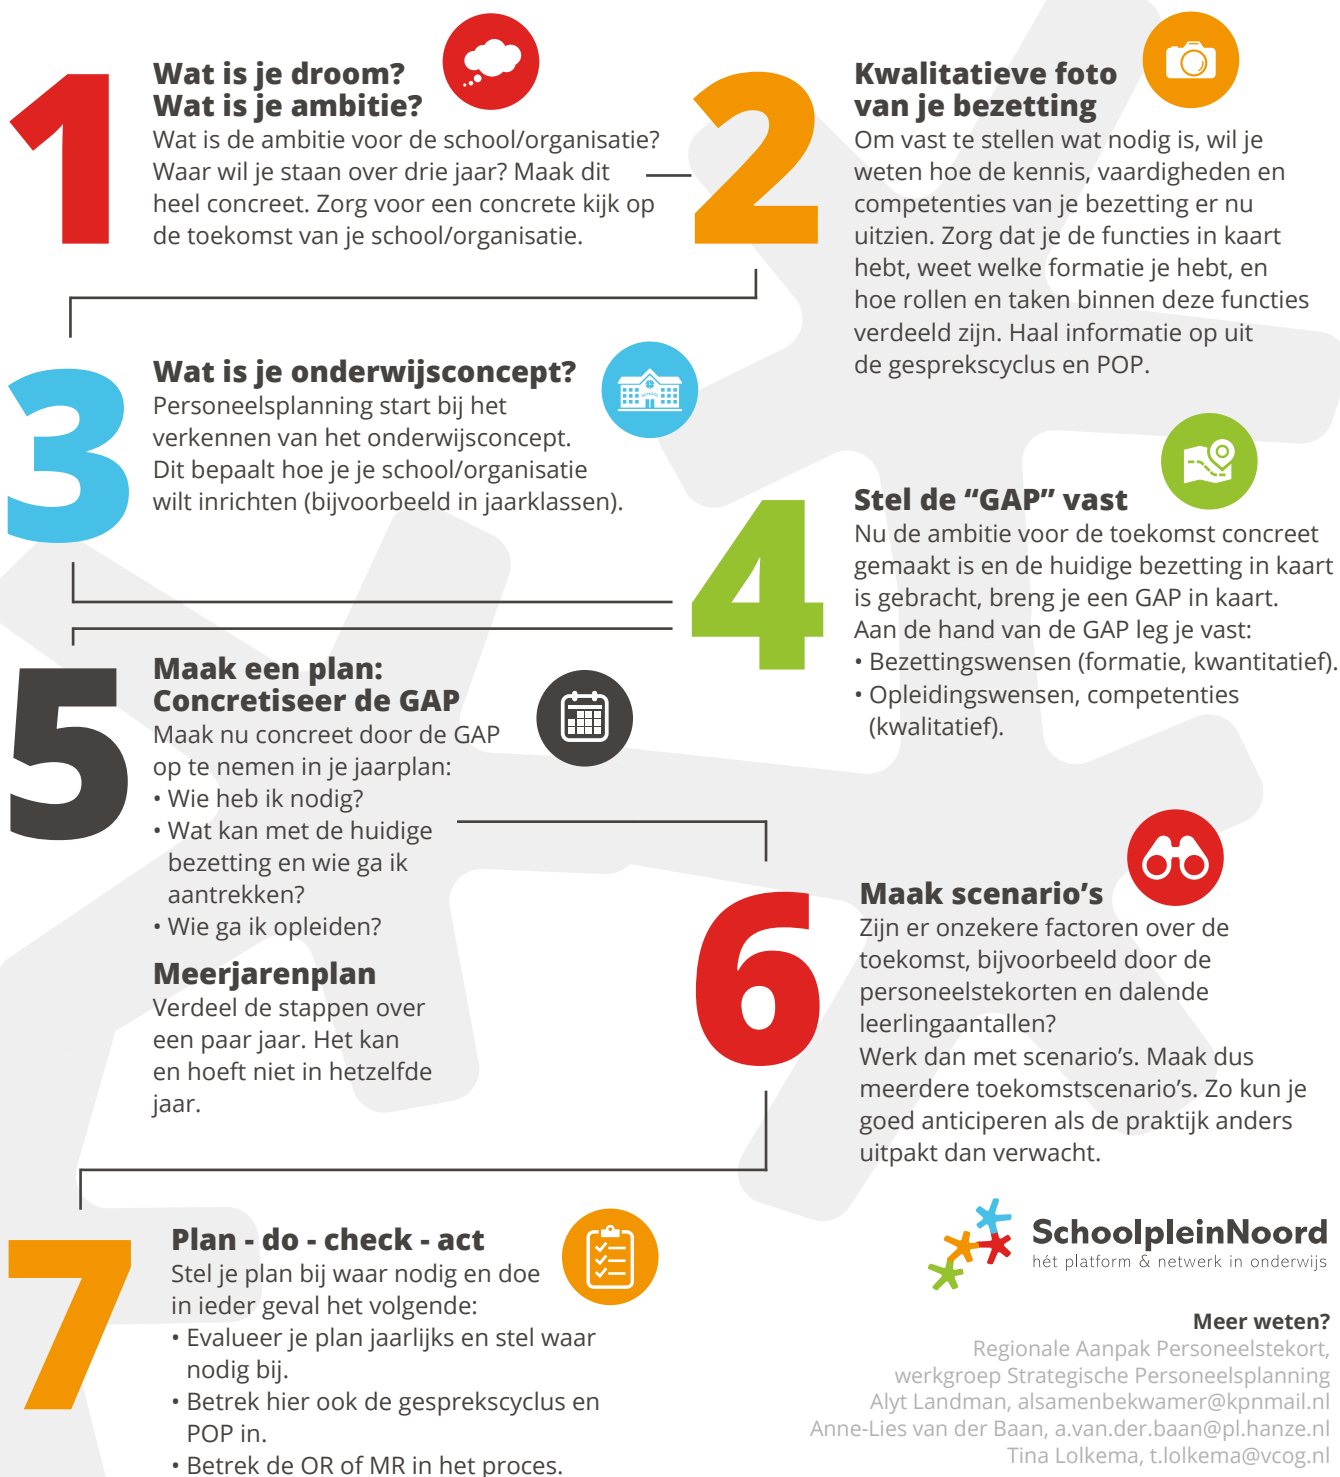 1
Wat is je droom?
Wat is je ambitie?
Wat is de ambitie voor de school/organisatie?
Waar wil je staan over drie jaar? Maak dit
heel concreet. Zorg voor een concrete kijk op
de toekomst van je school/organisatie.
2
Kwalitatieve foto
van je bezetting
Om vast te stellen wat nodig is, wil je
weten hoe de kennis, vaardigheden en
competenties van je bezetting er nu
uitzien. Zorg dat je de functies in kaart
hebt, weet welke formatie je hebt, en
hoe rollen en taken binnen deze functies
verdeeld zijn. Haal informatie op uit
de gesprekscyclus en POP.
3
Wat is je onderwijsconcept?
Personeelsplanning start bij het
verkennen van het onderwijsconcept.
Dit bepaalt hoe je je school/organisatie
wilt inrichten (bijvoorbeeld in jaarklassen).
4
Stel de “GAP” vast
Nu de ambitie voor de toekomst concreet
gemaakt is en de huidige bezetting in kaart
is gebracht, breng je een GAP in kaart.
Aan de hand van de GAP leg je vast:
• Bezettingswensen (formatie, kwantitatief).
• Opleidingswensen, competenties
(kwalitatief).
5
Maak een plan:
Concretiseer de GAP
Maak nu concreet door de GAP
op te nemen in je jaarplan:
• Wie heb ik nodig?
• Wat kan met de huidige
bezetting en wie ga ik
aantrekken?
• Wie ga ik opleiden?
Meerjarenplan
Verdeel de stappen over
een paar jaar. Het kan
en hoeft niet in hetzelfde
jaar.
6
Maak scenario’s
Zijn er onzekere factoren over de
toekomst, bijvoorbeeld door de
personeelstekorten en dalende
leerlingaantallen?
Werk dan met scenario’s. Maak dus
meerdere toekomstscenario’s. Zo kun je
goed anticiperen als de praktijk anders
uitpakt dan verwacht.
7
Plan - do - check - act
Stel je plan bij waar nodig en doe
in ieder geval het volgende:
• Evalueer je plan jaarlijks en stel waar
nodig bij.
• Betrek hier ook de gesprekscyclus en
POP in.
• Betrek de OR of MR in het proces.
SchoolpleinNoord
hét platform & netwerk in onderwijs
Meer weten?
Regionale Aanpak Personeelstekort,
werkgroep Strategische Personeelsplanning
Alyt Landman, alsamenbekwamer@kpnmail.nl
Anne-Lies van der Baan, a.van.der.baan@pl.hanze.nl
Tina Lolkema, t.lolkema@vcog.nl